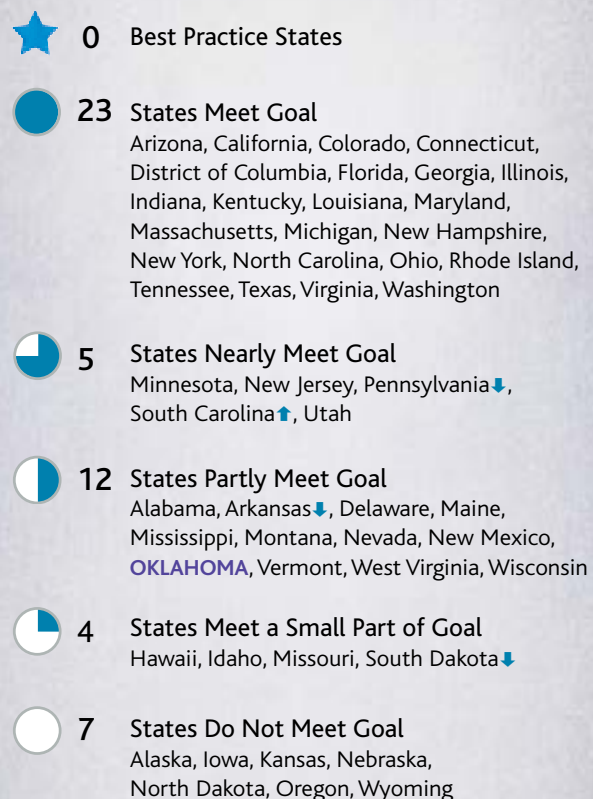 0 Best Practice States
23 States Meet Goal
Arizona, California, Colorado, Connecticut,
District of Columbia, Florida, Georgia, Illinois,
Indiana, Kentucky, Louisiana, Maryland,
Massachusetts, Michigan, New Hampshire,
New York, North Carolina, Ohio, Rhode Island,
Tennessee, Texas, Virginia, Washington
5 States Nearly Meet Goal
Minnesota, New Jersey, Pennsylvania⬇,
South Carolina⬆, Utah
12 States Partly Meet Goal
Alabama, Arkansas⬇, Delaware, Maine,
Mississippi, Montana, Nevada, New Mexico,
OKLAHOMA, Vermont, West Virginia, Wisconsin
4 States Meet a Small Part of Goal
Hawaii, Idaho, Missouri, South Dakota⬇
7 States Do Not Meet Goal
Alaska, Iowa, Kansas, Nebraska,
North Dakota, Oregon, Wyoming